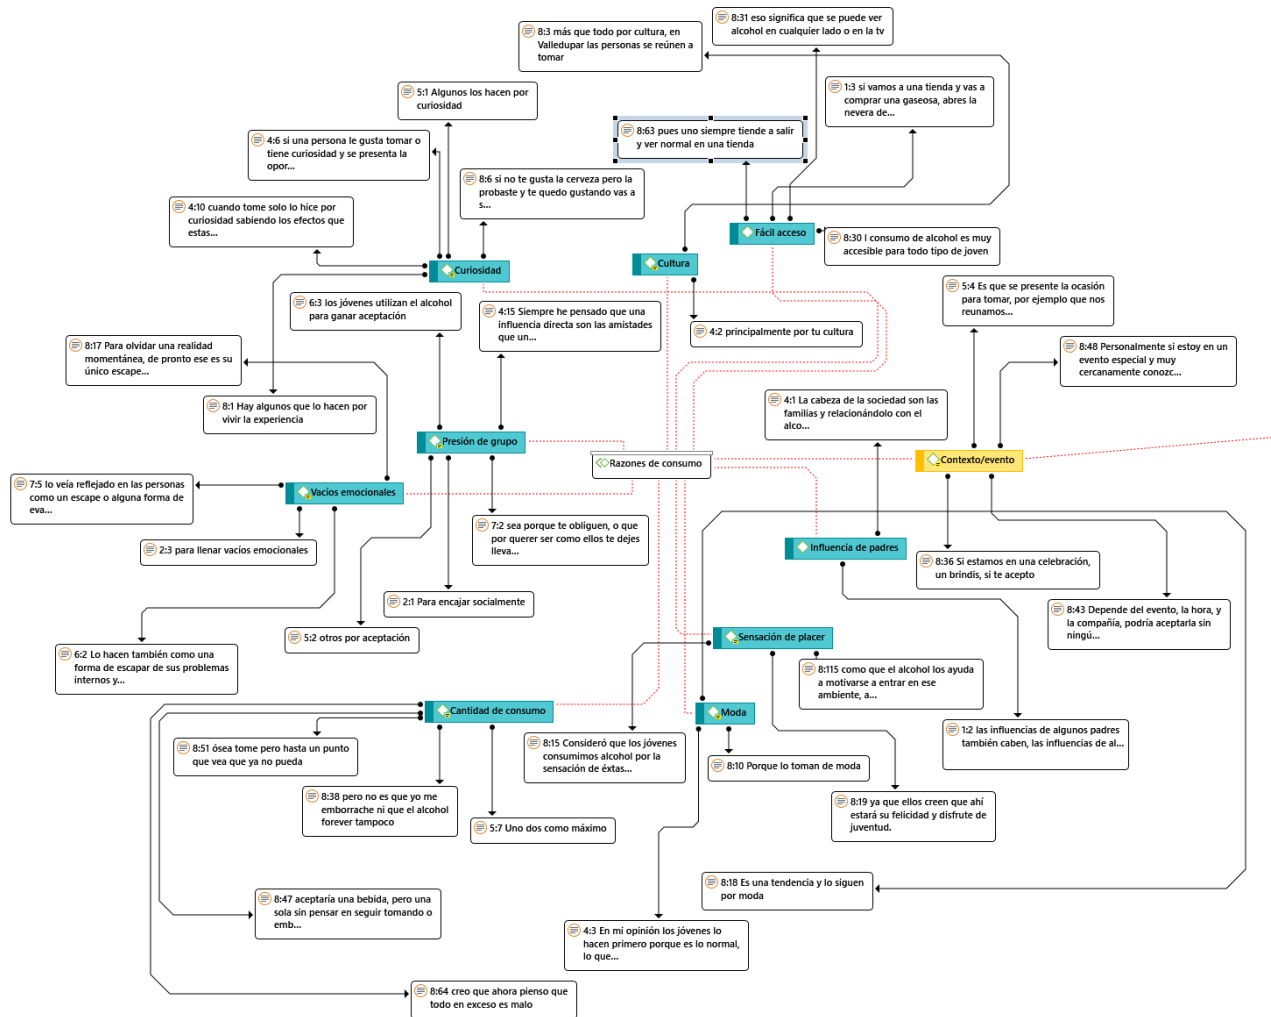 8:31 eso significa que se puede ver
alcohol en cualquier lado o en la tv
8:3 más que todo por cultura, en
Valledupar las personas se reúnen a
tomar
1:3 sí vamos a una tienda y vas a
comprar una gaseosa, abres la
nevera de...
5:1 Algunos los hacen por
curiosidad
8:63 pues uno siempre tiende a salir
y ver normal en una tienda
4:6 si una persona le gusta tomar o
tiene curiosidad y se presenta la
opor...
8:6 si no te gusta la cerveza pero la
probaste y te quedo gustando vas a
s...
4:10 cuando tome solo lo hice por
curiosidad sabiendo los efectos que
estas...
Fácil acceso
8:30 l consumo de alcohol es muy
accesible para todo tipo de joven
Cultura
Curiosidad
5:4 Es que se presente la ocasión
para tomar, por ejemplo que nos
reunamos...
6:3 los jóvenes utilizan el alcohol
para ganar aceptación
4:15 Siempre he pensado que una
influencia directa son las amistades
que un...
4:2 principalmente por tu cultura
8:17 Para olvidar una realidad
momentánea, de pronto ese es su
único escape...
8:48 Personalmente si estoy en un
evento especial y muy
cercanamente conozc...
8:1 Hay algunos que lo hacen por
vivir la experiencia
4:1 La cabeza de la sociedad son las
familias y relacionándolo con el
alco...
Presión de grupo
Razones de consumo
Contexto/evento
7:5 lo veía reflejado en las personas
como un escape o alguna forma de
eva...
Vacíos emocionales
7:2 sea porque te obliguen, o que
por querer ser como ellos te dejes
lleva...
2:3 para llenar vacíos emocionales
Influencia de padres
8:36 Sí estamos en una celebración,
un brindis, si te acepto
2:1 Para encajar socialmente
8:43 Depende del evento, la hora, y
la compañía, podría aceptarla sin
ningú...
5:2 otros por aceptación
Sensación de placer
6:2 Lo hacen también como una
forma de escapar de sus problemas
internos y...
8:115 como que el alcohol los ayuda
a motivarse a entrar en ese
ambiente, a...
Cantidad de consumo
Moda
1:2 las influencias de algunos padres
también caben, las influencias de al...
8:51 ósea tome pero hasta un punto
que vea que ya no pueda
8:15 Consideró que los jóvenes
consumimos alcohol por la
sensación de éxtas...
8:10 Porque lo toman de moda
8:38 pero no es que yo me
emborrache ni que el alcohol
forever tampoco
8:19 ya que ellos creen que ahí
estará su felicidad y disfrute de
juventud.
5:7 Uno dos como máximo
8:18 Es una tendencia y lo siguen
por moda
8:47 aceptaría una bebida, pero una
sola sin pensar en seguir tomando o
emb...
4:3 En mi opinión los jóvenes lo
hacen primero porque es lo normal,
lo que...
8:64 creo que ahora pienso que
todo en exceso es malo